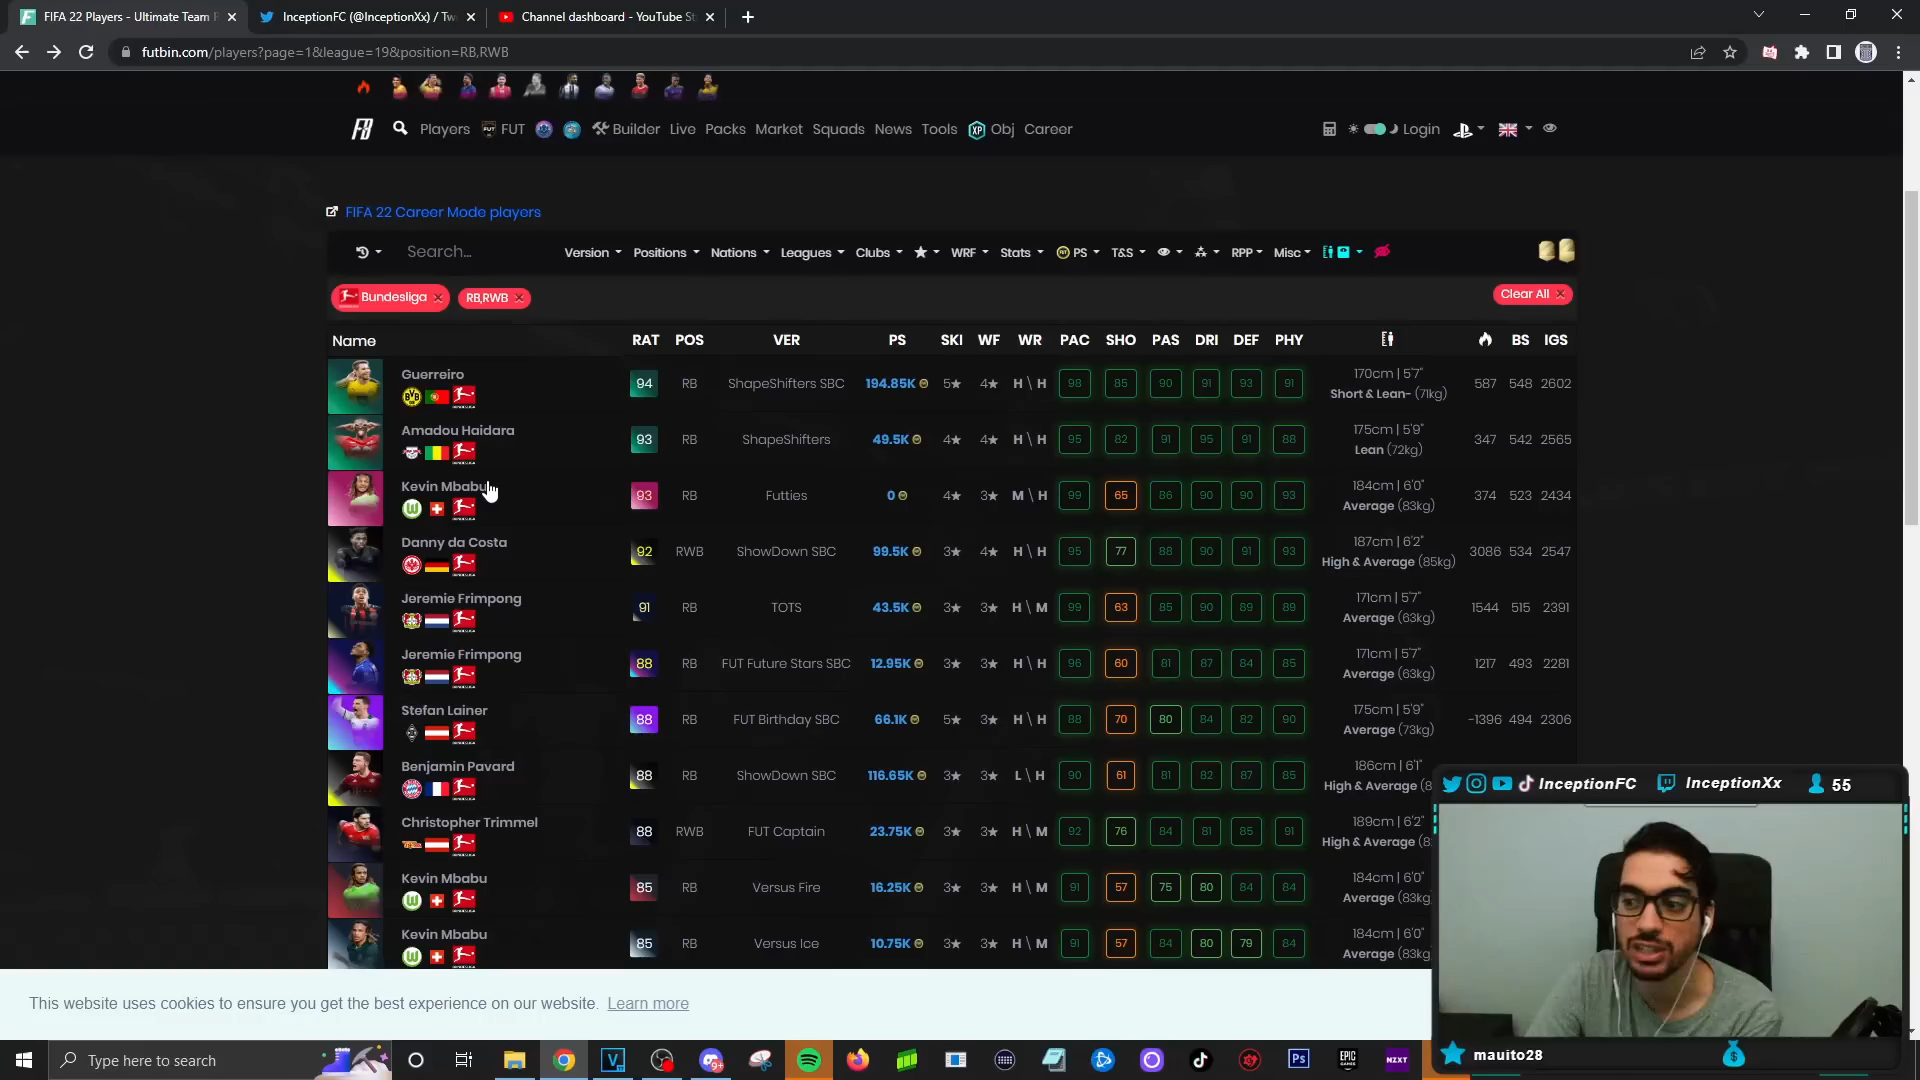 FIFA 22 Players - Ultimate Team
InceptionFC (@InceptionXx) / Tw
Channel dashboard - YouTube St
futbin.com/players?page=1&league=19&position=RB,RWB
Players FUT Builder Live Packs Market Squads News Tools XP Obj Career Login
FIFA 22 Career Mode players
Search... Version Positions Nations Leagues Clubs WRF Stats PS T&S RPP Misc
Bundesliga RB,RWB Clear All
Name RAT POS VER PS SKI WF WR PAC SHO PAS DRI DEF PHY BS IGS
Guerreiro 94 RB ShapeShifters SBC 194.85K 5★ 4★ H \ H 98 85 90 91 93 91 170cm | 5'7" 587 548 2602
Short & Lean- (71kg)
Amadou Haidara 93 RB ShapeShifters 49.5K 4★ 4★ H \ H 95 82 91 95 91 88 175cm | 5'9" 347 542 2565
Lean (72kg)
Kevin Mbabu 93 RB Futties 0 4★ 3★ M \ H 99 65 86 90 90 93 184cm | 6'0" 374 523 2434
Average (83kg)
Danny da Costa 92 RWB ShowDown SBC 99.5K 3★ 4★ H \ H 95 77 88 90 91 93 187cm | 6'2" 3086 534 2547
High & Average (85kg)
Jeremie Frimpong 91 RB TOTS 43.5K 3★ 3★ H \ M 99 63 85 90 89 89 171cm | 5'7" 1544 515 2391
Average (63kg)
Jeremie Frimpong 88 RB FUT Future Stars SBC 12.95K 3★ 3★ H \ H 96 60 81 87 84 85 171cm | 5'7" 1217 493 2281
Average (63kg)
Stefan Lainer 88 RB FUT Birthday SBC 66.1K 5★ 3★ H \ H 88 70 80 84 82 90 175cm | 5'9" -1396 494 2306
Average (73kg)
Benjamin Pavard 88 RB ShowDown SBC 116.65K 3★ 3★ L \ H 90 61 81 82 87 85 186cm | 6'1"
High & Average (8
Christopher Trimmel 88 RWB FUT Captain 23.75K 3★ 3★ H \ M 92 76 84 81 85 91 189cm | 6'2"
High & Average (8
Kevin Mbabu 85 RB Versus Fire 16.25K 3★ 3★ H \ M 91 57 75 80 84 84 184cm | 6'0"
Average (83kg
Kevin Mbabu 85 RB Versus Ice 10.75K 3★ 3★ H \ M 91 57 84 80 79 84 184cm | 6'0"
Average (83kg
InceptionFC InceptionXx 55
This website uses cookies to ensure you get the best experience on our website. Learn more
mauito28
Type here to search
9+
Ps
EPIC GAMES
NZXT